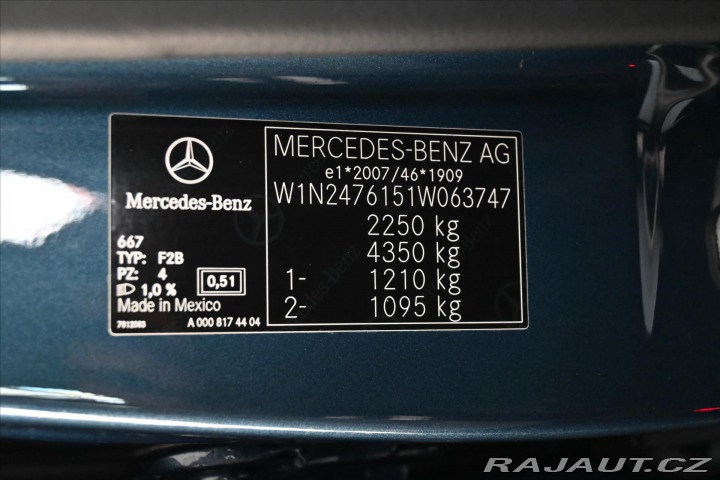 MERCEDES-BENZ AG
e1*2007/46*1909
W1N2476151W063747
2250 kg
4350 kg
1- 1210 kg
2- 1095 kg
Mercedes-Benz
667
TYP: F2B
PZ: 4
1,0 %
0,51
Made in Mexico
7812063 A 000 817 44 04
RAJAUT.CZ